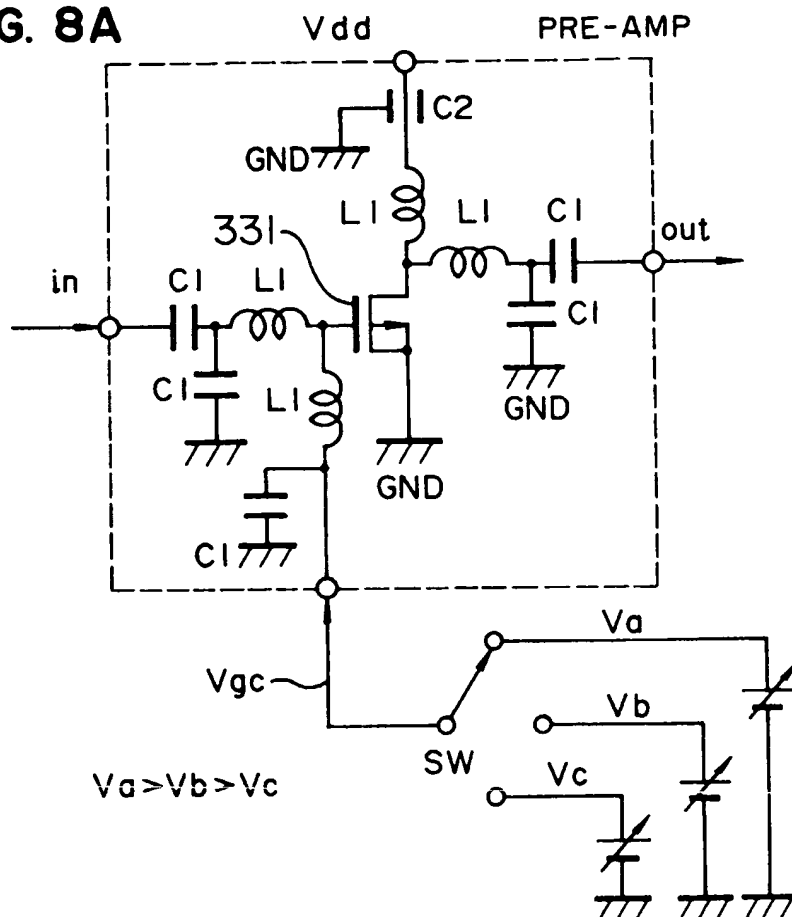 G. 8A
Vdd
PRE-AMP
C2
GND
L1
L1
C1
out
331
in
C1
L1
C1
C1
L1
GND
GND
C1
Va
Vgc
Vb
SW
Vc
Va>Vb>Vc